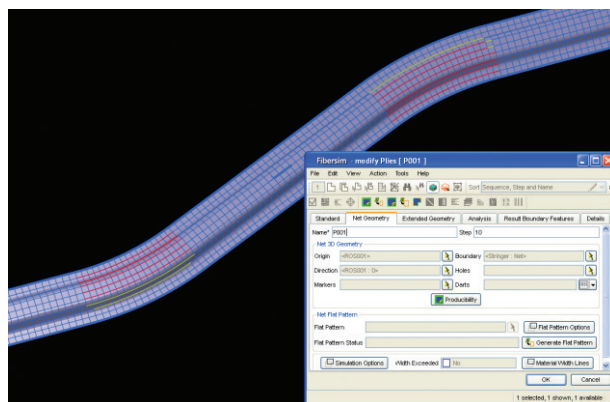 Fibersim - modify Plies [ P001 ]
File Edit View Action Tools Help
1 Sort Sequence, Step and Name
Standard Net Geometry Extended Geometry Analysis Result Boundary Features Details
Name* P001 Step 10
Net 3D Geometry
Origin <ROS001> Boundary <Stringer : Net>
Direction <ROS001 : 0> Holes
Markers Darts
Producibility
Net Flat Pattern
Flat Pattern Flat Pattern Options
Flat Pattern Status Generate Flat Pattern
Simulation Options Width Exceeded No Material Width Lines
OK Cancel
1 selected, 1 shown, 1 available